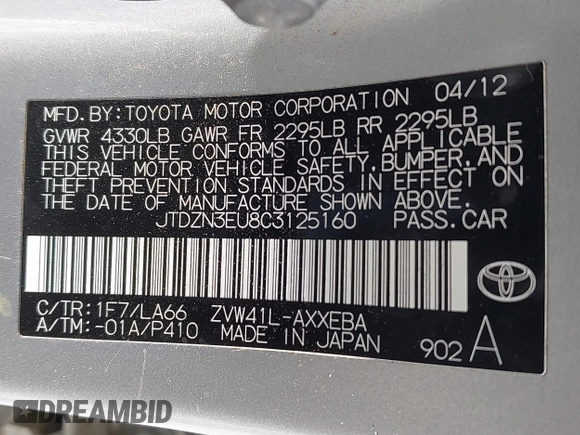 MFD.BY:TOYOTA MOTOR CORPORATION 04/12
GVWR 4330LB GAWR FR 2295LB RR 2295LB
THIS VEHICLE CONFORMS TO ALL APPLICABLE
FEDERAL MOTOR VEHICLE SAFETY,BUMPER,AND
THEFT PREVENTION STANDARDS IN EFFECT ON
THE DATE OF MANUFACTURE SHOWN ABOVE.
JTDZN3EU8C3125160 PASS.CAR
C/TR:1F7/LA66 ZVW41L-AXXEBA
A/TM:-01A/P410 MADE IN JAPAN 902 A
TOYOTA
DREAMBID